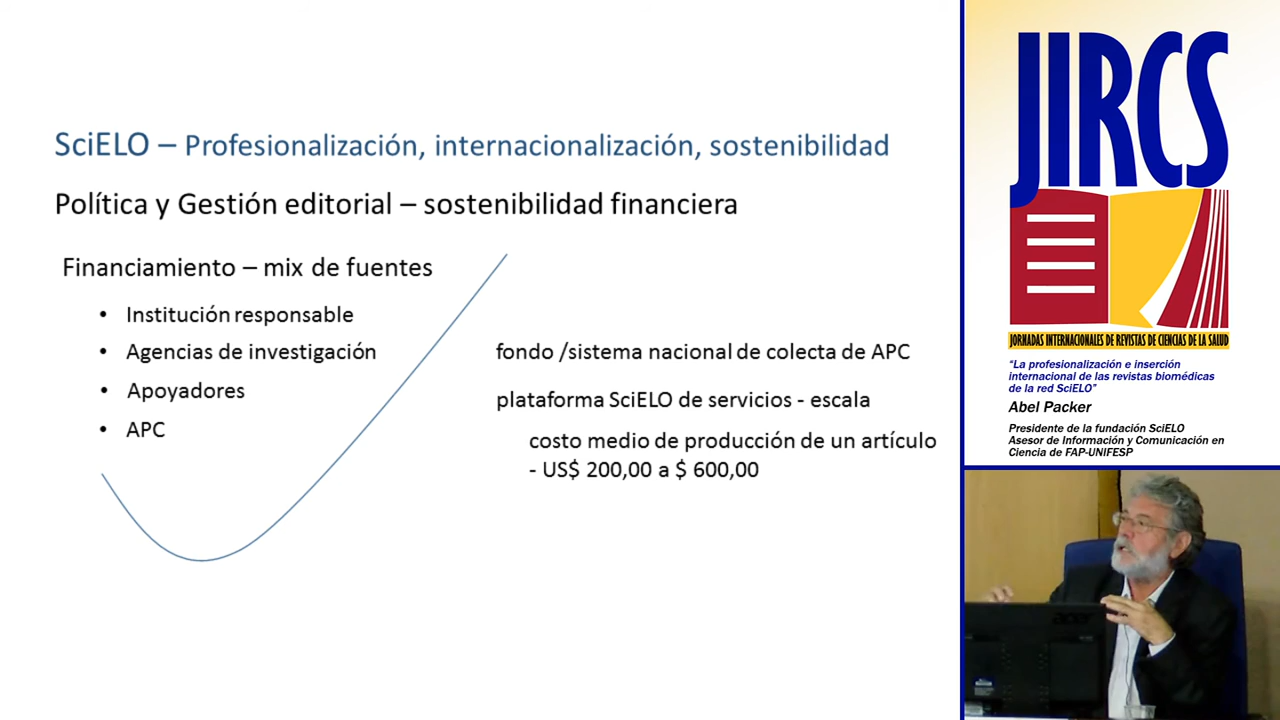 SciELO – Profesionalización, internacionalización, sostenibilidad
Política y Gestión editorial – sostenibilidad financiera
Financiamiento – mix de fuentes
• Institución responsable
• Agencias de investigación
• Apoyadores
• APC
fondo /sistema nacional de colecta de APC
plataforma SciELO de servicios - escala
costo medio de producción de un artículo
- US$ 200,00 a $ 600,00
JIRCS
JORNADAS INTERNACIONALES DE REVISTAS DE CIENCIAS DE LA SALUD
"La profesionalización e inserción
internacional de las revistas biomédicas
de la red SciELO"
Abel Packer
Presidente de la fundación SciELO
Asesor de Información y Comunicación en
Ciencia de FAP-UNIFESP
acer